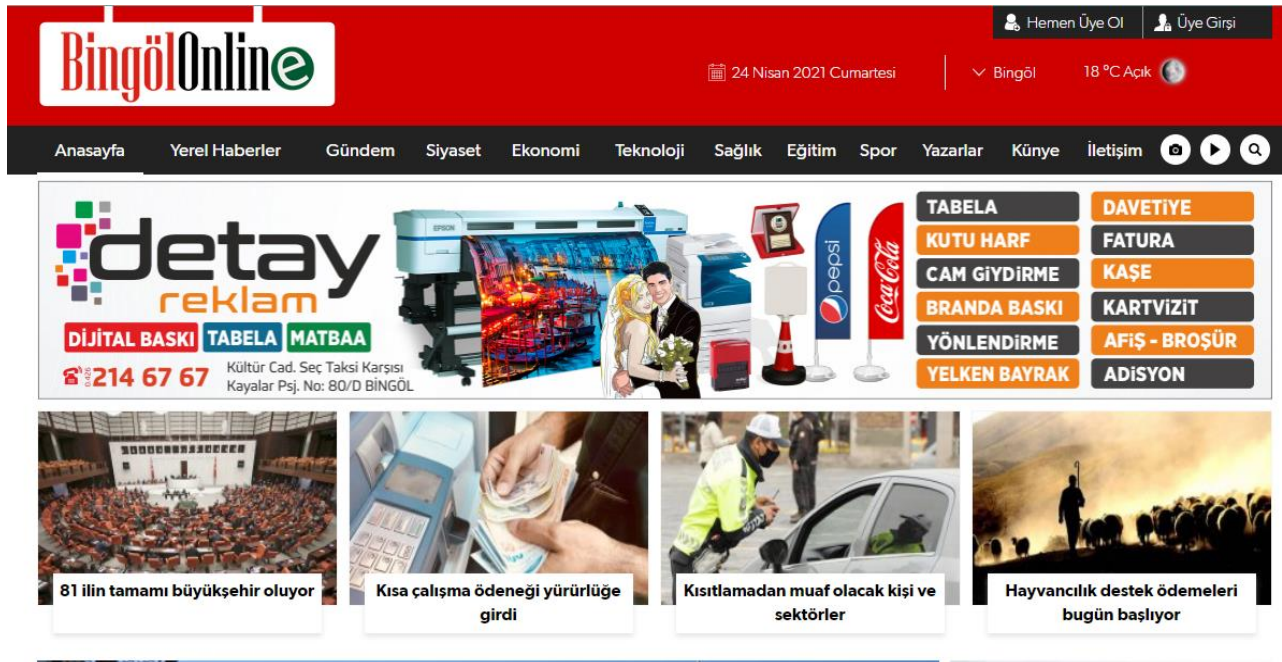 Hemen Üye Ol
Üye Girşi
BingölOnline
24 Nisan 2021 Cumartesi
Bingöl
18 °C Açık
Anasayfa Yerel Haberler Gündem Siyaset Ekonomi Teknoloji Sağlık Eğitim Spor Yazarlar Künye İletişim
detay
reklam
DİJİTAL BASKI TABELA MATBAA
0.426 214 67 67
Kültür Cad. Seç Taksi Karşısı
Kayalar Psj. No: 80/D BİNGÖL
EPSON
pepsi
Coca Cola
TABELA
DAVETİYE
KUTU HARF
FATURA
CAM GİYDİRME
KAŞE
BRANDA BASKI
KARTVİZİT
YÖNLENDİRME
AFİŞ - BROŞÜR
YELKEN BAYRAK
ADİSYON
81 ilin tamamı büyükşehir oluyor
Kısa çalışma ödeneği yürürlüğe
girdi
Kısıtlamadan muaf olacak kişi ve
sektörler
Hayvancılık destek ödemeleri
bugün başlıyor